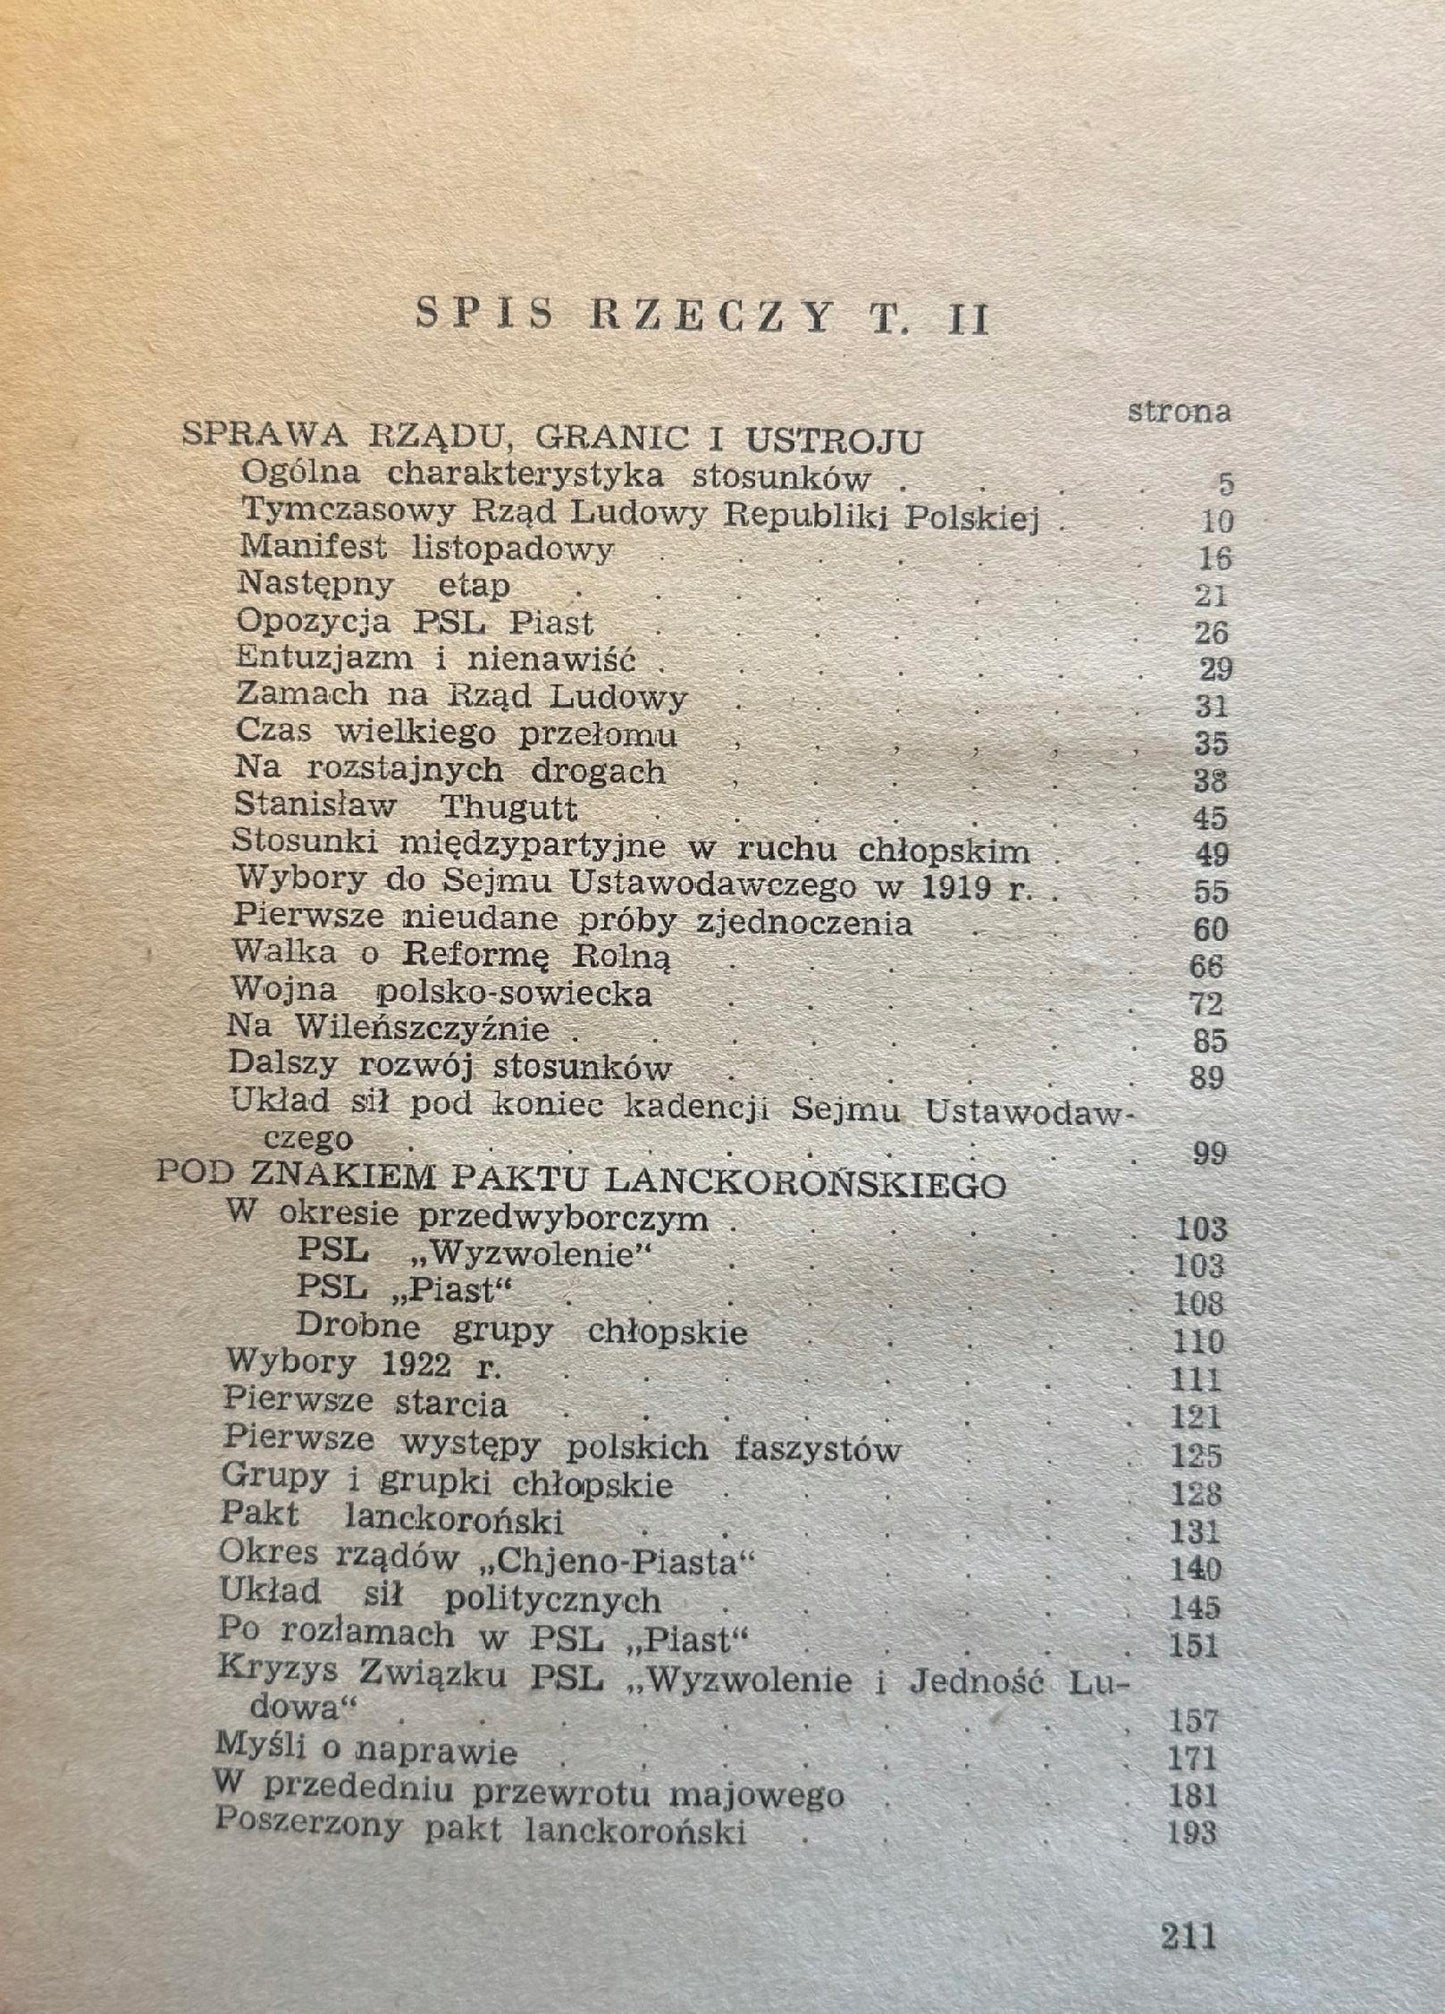 SPIS RZECZY T. II
strona
SPRAWA RZĄDU, GRANIC I USTROJU
Ogólna charakterystyka stosunków . . . . 5
Tymczasowy Rząd Ludowy Republiki Polskiej . . 10
Manifest listopadowy . . . . . . . 16
Następny etap . . . . . . . . 21
Opozycja PSL Piast . . . . . . . 26
Entuzjazm i nienawiść . . . . . . . 29
Zamach na Rząd Ludowy . . . . . . 31
Czas wielkiego przełomu , . , , , , 35
Na rozstajnych drogach , . . . . . 38
Stanisław Thugutt . . . . . . . 45
Stosunki międzypartyjne w ruchu chłopskim . . 49
Wybory do Sejmu Ustawodawczego w 1919 r. . . 55
Pierwsze nieudane próby zjednoczenia . . . 60
Walka o Reformę Rolną . . . . . . 66
Wojna polsko-sowiecka . . . . . . 72
Na Wileńszczyźnie . . . . . . . . 85
Dalszy rozwój stosunków . . . . . . 89
Układ sił pod koniec kadencji Sejmu Ustawodaw-
czego . . . . . . . . . . 99
POD ZNAKIEM PAKTU LANCKOROŃSKIEGO
W okresie przedwyborczym . . . . . . 103
PSL „Wyzwolenie“ . . . . . . 103
PSL „Piast“ . . . . . . . . 108
Drobne grupy chłopskie . . . . . 110
Wybory 1922 r. . . . . . . . . 111
Pierwsze starcia . . . . . . . . 121
Pierwsze występy polskich faszystów . . . 125
Grupy i grupki chłopskie . . . . . . 128
Pakt lanckoroński . . . . . . . 131
Okres rządów „Chjeno-Piasta“ . . . . . 140
Układ sił politycznych . . . . . . 145
Po rozłamach w PSL „Piast“ . . . . . 151
Kryzys Związku PSL „Wyzwolenie i Jedność Lu-
dowa“ . . . . . . . . . , 157
Myśli o naprawie . . . . . . . . 171
W przededniu przewrotu majowego . . . . 181
Poszerzony pakt lanckoroński . . . . . 193
211